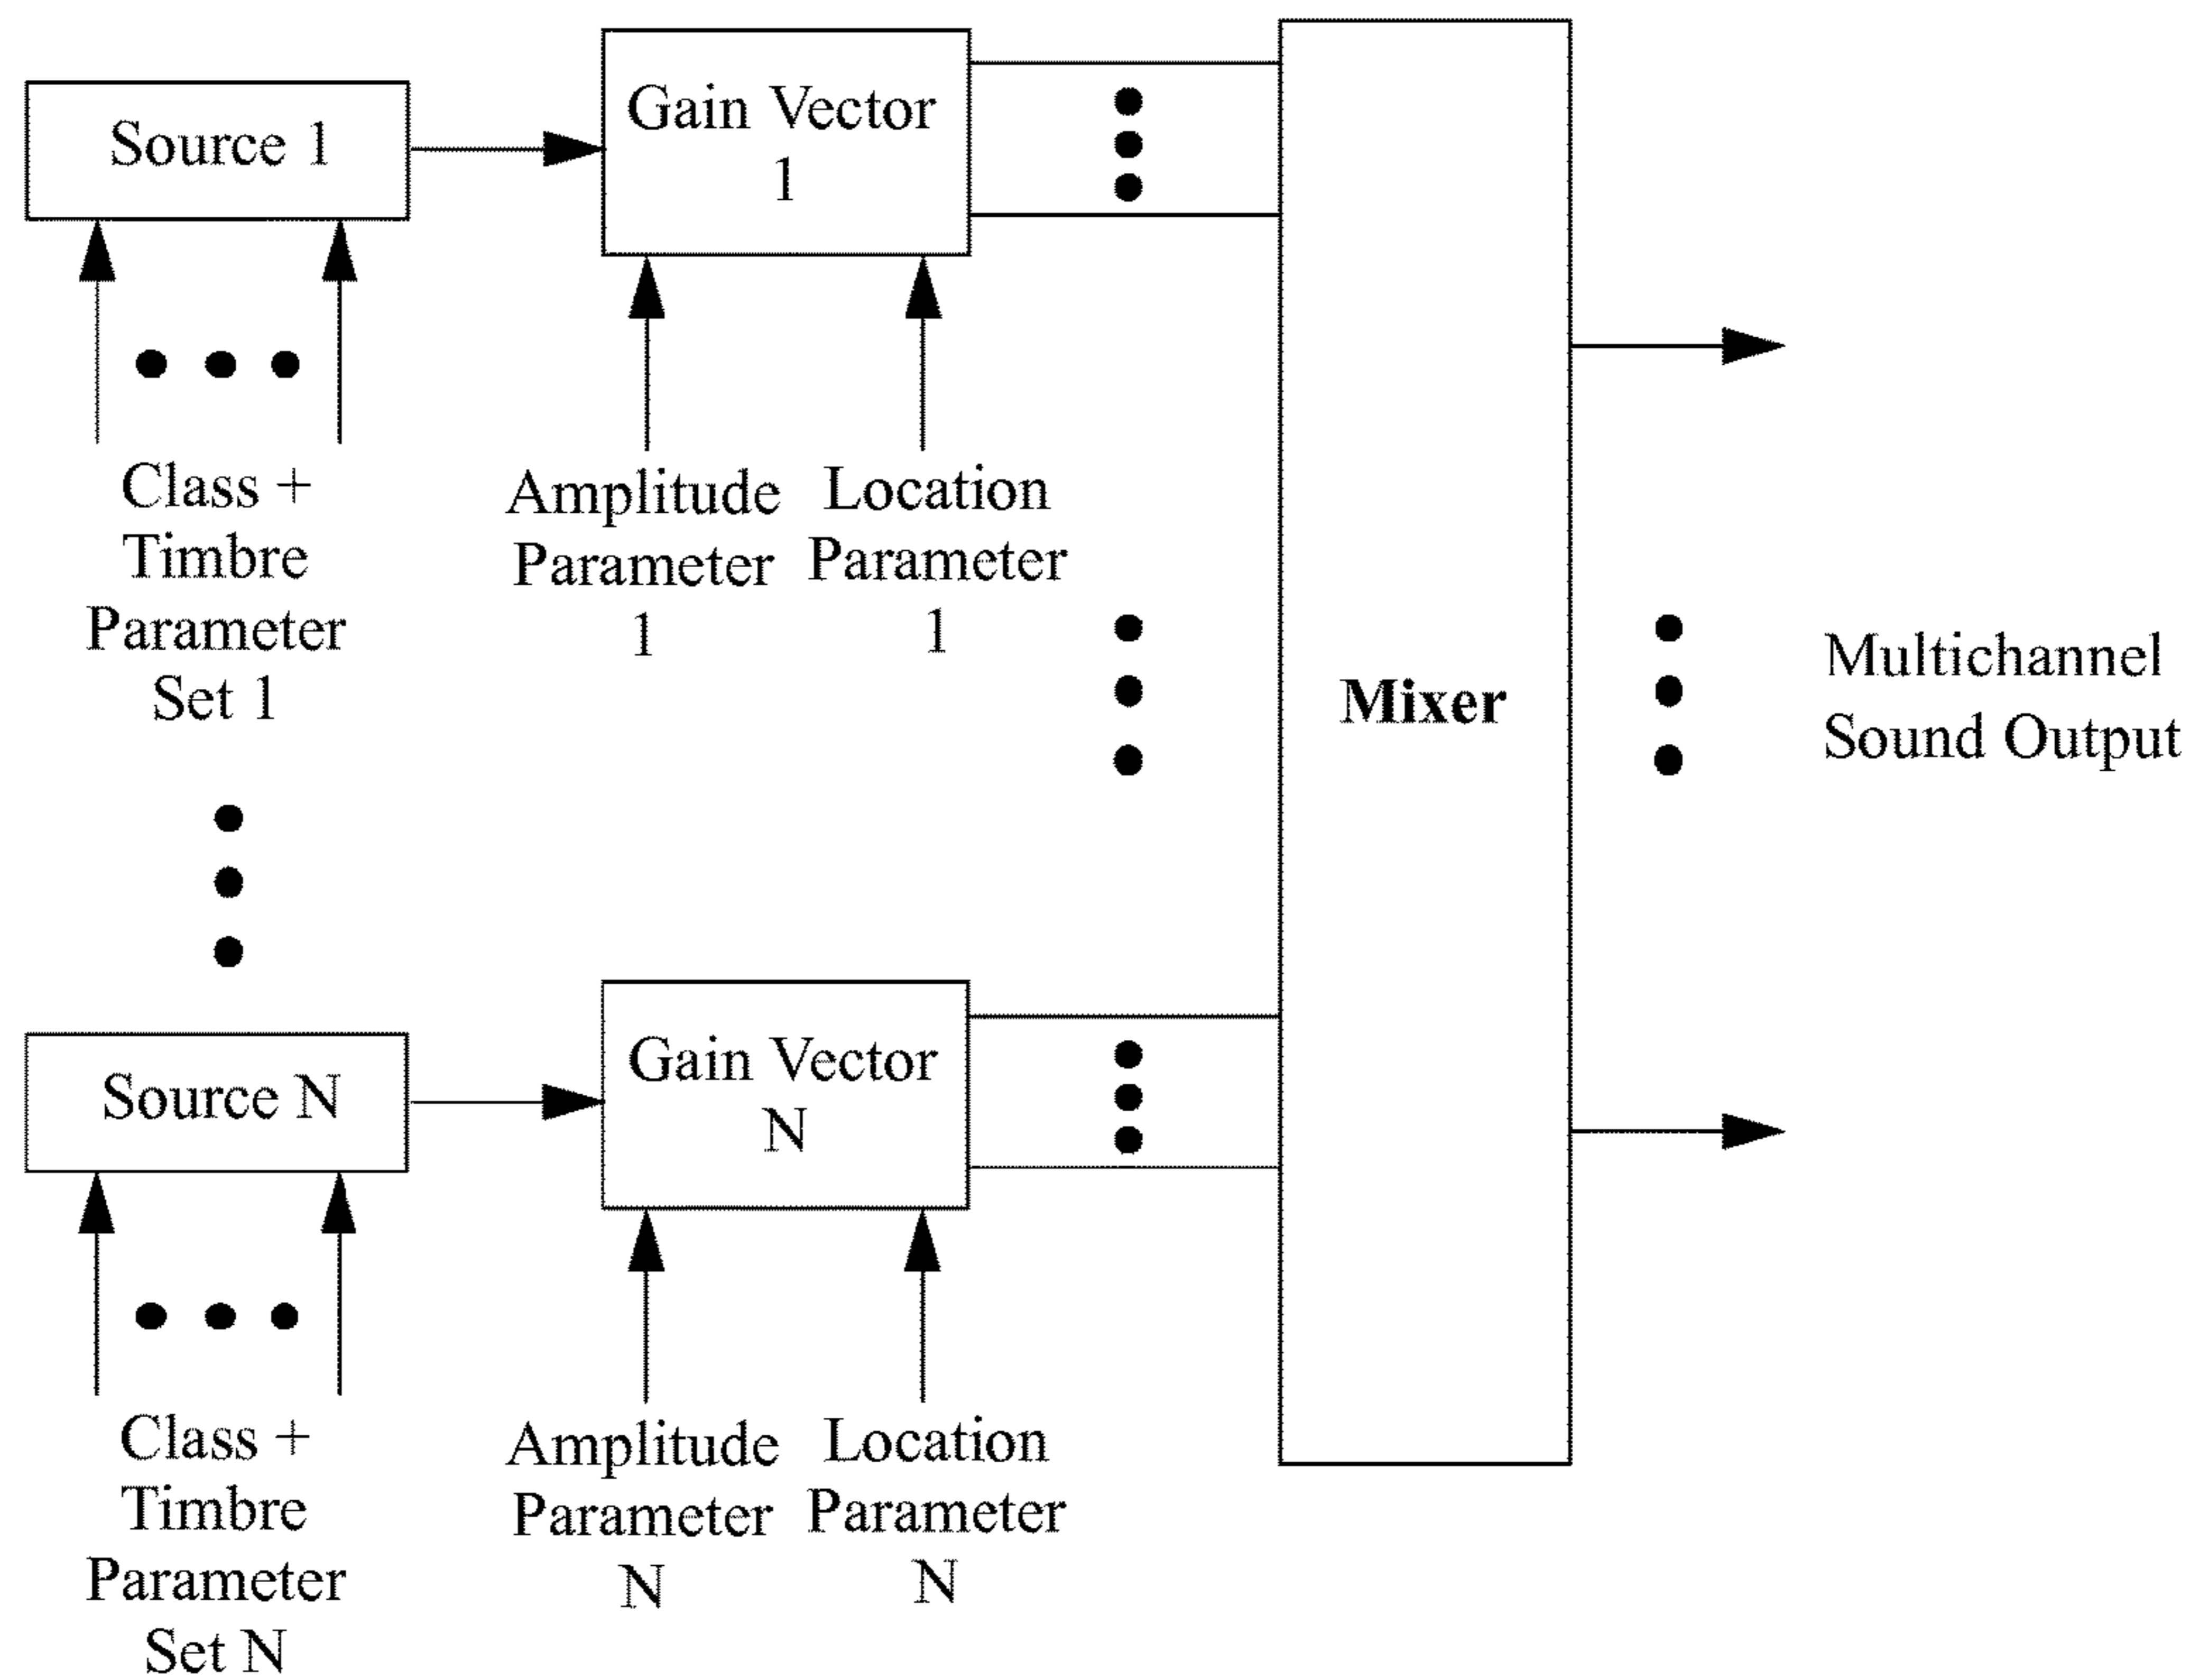 Source 1
Gain Vector
1
Class +
Timbre
Parameter
Set 1
Amplitude
Parameter
1
Location
Parameter
1
Mixer
Multichannel
Sound Output
Source N
Gain Vector
N
Class +
Timbre
Parameter
Set N
Amplitude
Parameter
N
Location
Parameter
N